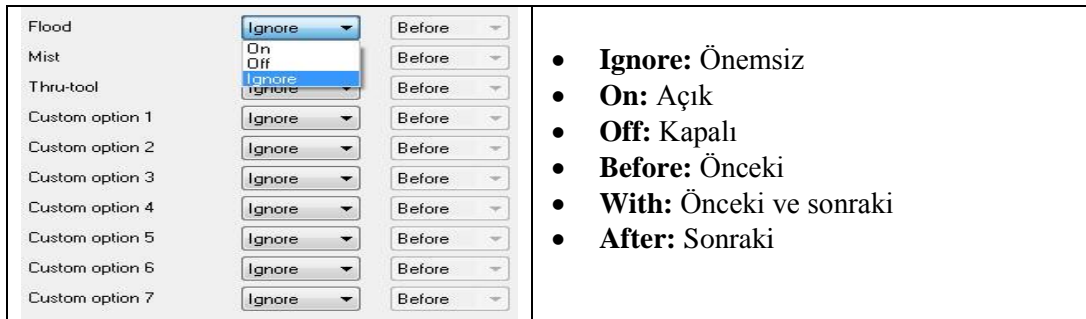 Flood Ignore Before
On
Off
Ignore
Mist Before
Thru-tool Ignore Before
Custom option 1 Ignore Before
Custom option 2 Ignore Before
Custom option 3 Ignore Before
Custom option 4 Ignore Before
Custom option 5 Ignore Before
Custom option 6 Ignore Before
Custom option 7 Ignore Before
• Ignore: Önemsiz
• On: Açık
• Off: Kapalı
• Before: Önceki
• With: Önceki ve sonraki
• After: Sonraki